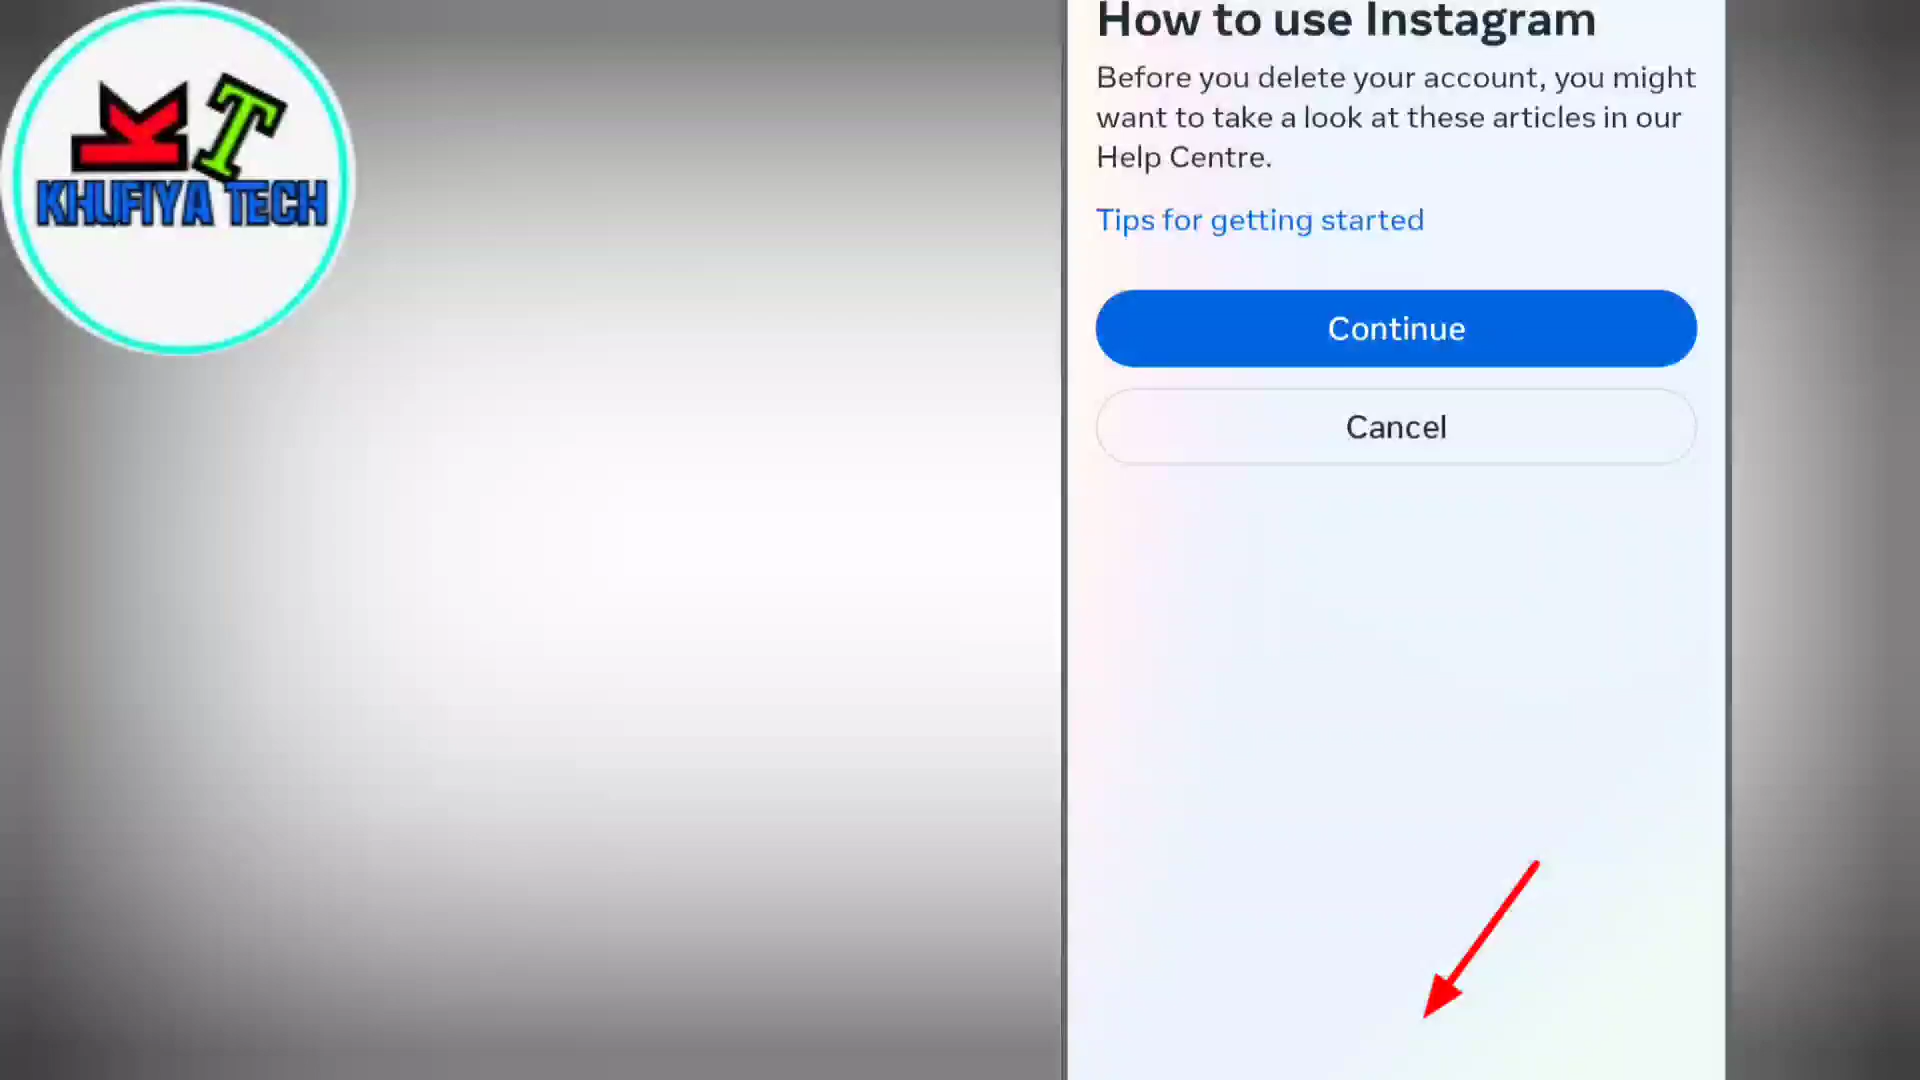 KT
KHUFIYA TECH
How to use Instagram
Before you delete your account, you might
want to take a look at these articles in our
Help Centre.
Tips for getting started
Continue
Cancel